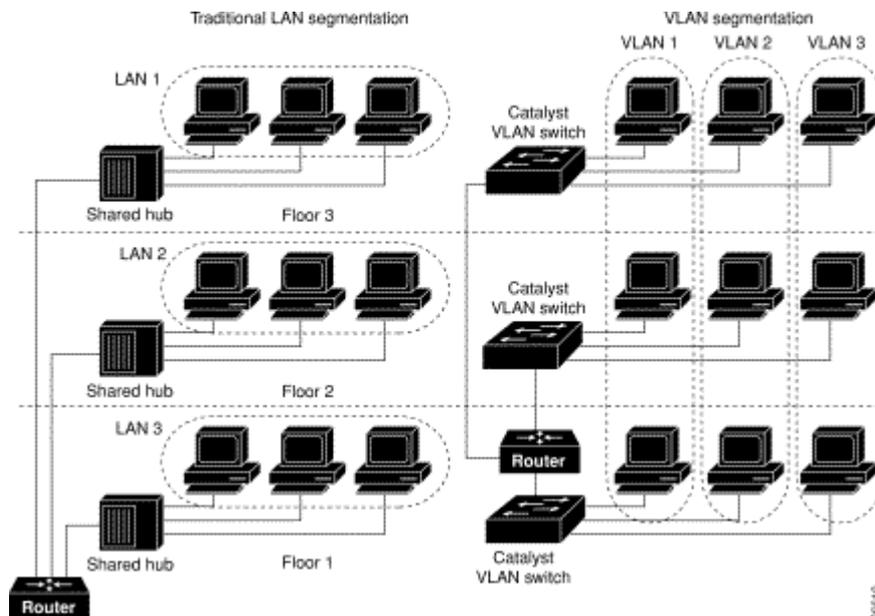 Traditional LAN segmentation
VLAN segmentation
VLAN 1
VLAN 2
VLAN 3
LAN 1
Catalyst
VLAN switch
Shared hub
Floor 3
LAN 2
Catalyst
VLAN switch
Shared hub
Floor 2
LAN 3
Router
Shared hub
Floor 1
Catalyst
VLAN switch
Router